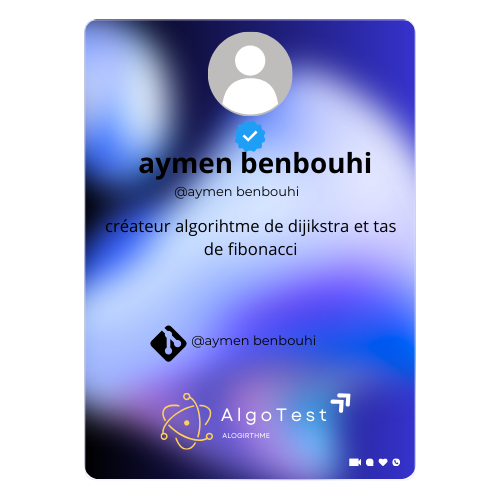 aymen benbouhi
@aymen benbouhi
créateur algorihtme de dijikstra et tas
de fibonacci
@aymen benbouhi
AlgoTest
ALOGIRTHME